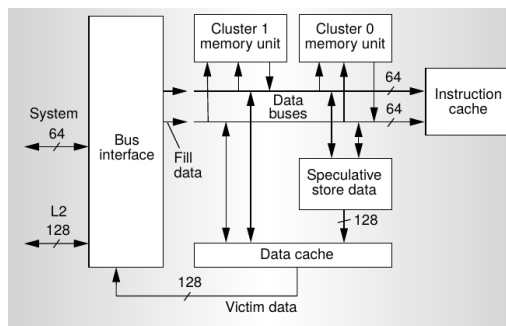 Cluster 1
memory unit
Cluster 0
memory unit
64
Data
buses
64
Instruction
cache
System
64
Bus
interface
Fill
data
Speculative
store data
L2
128
128
Data cache
128
Victim data